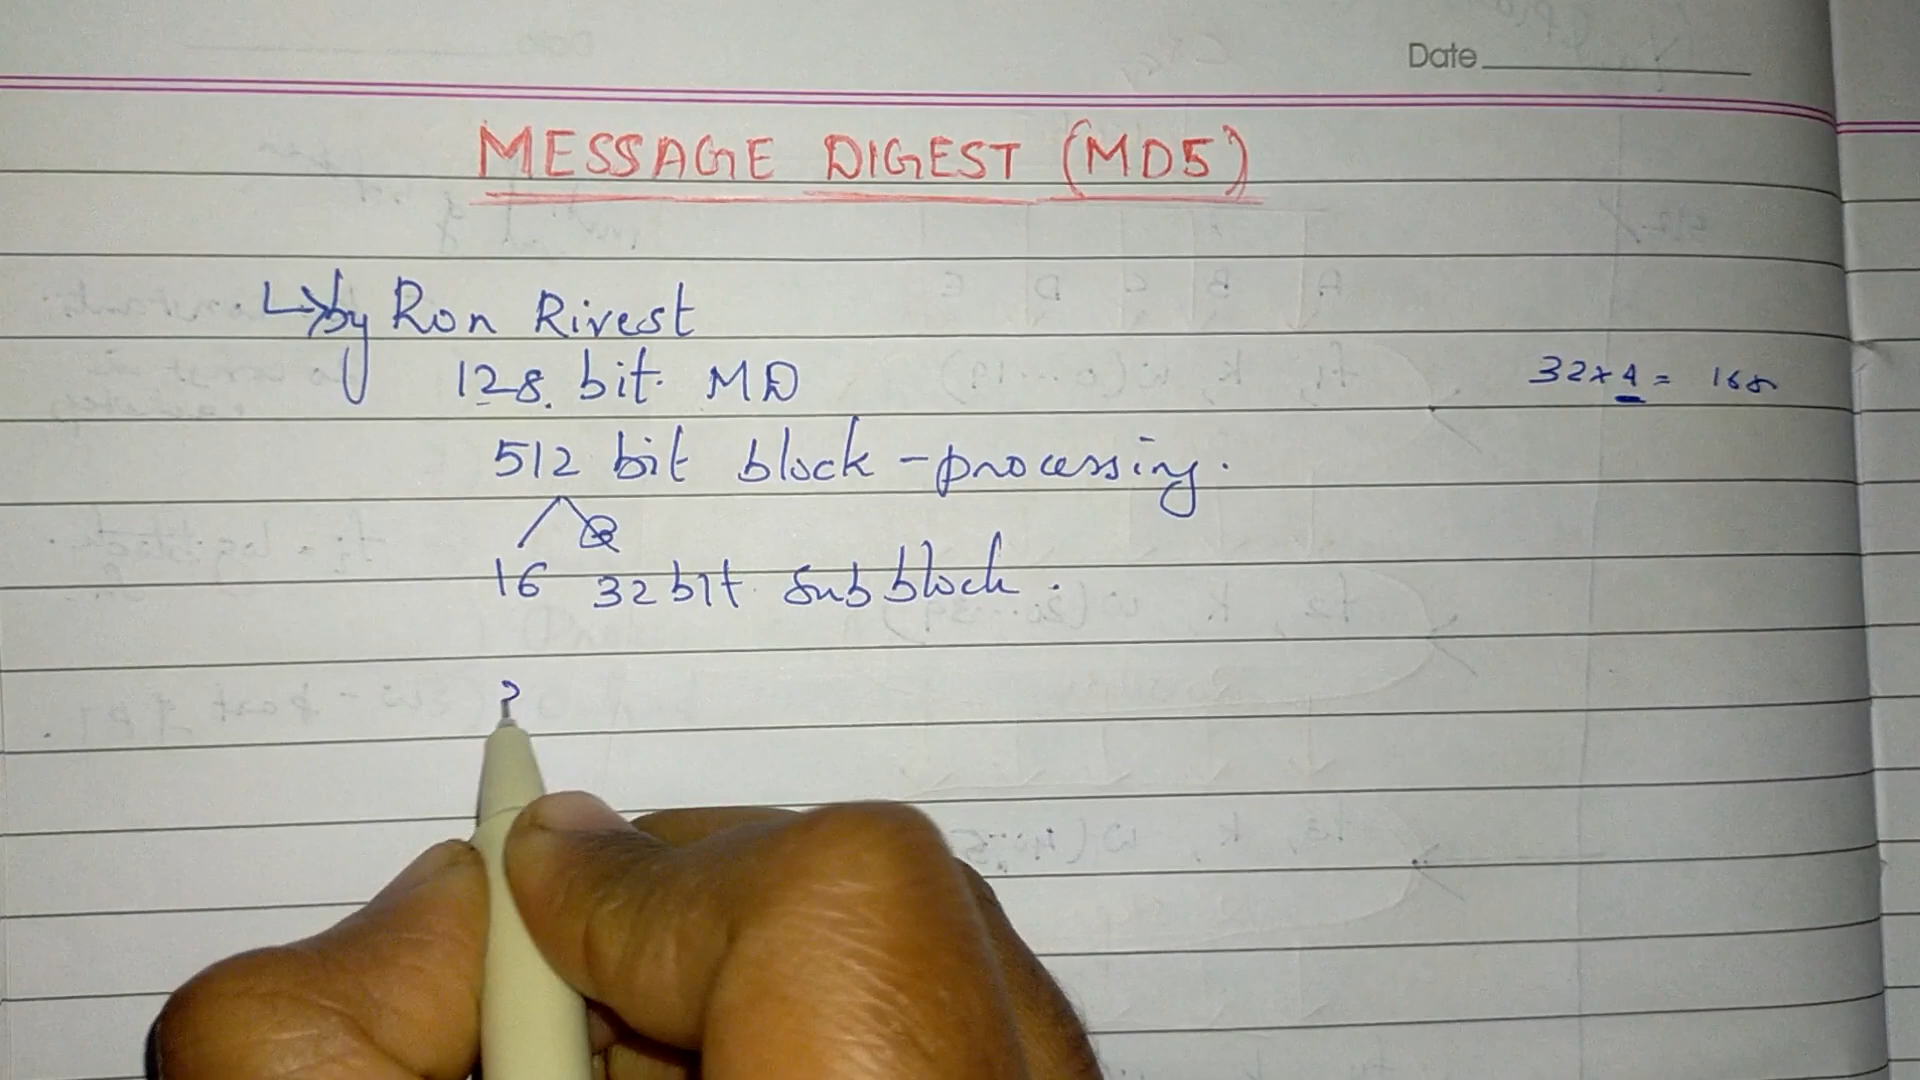 Date
MESSAGE DIGEST (MD5)
↳ by Ron Rivest
128 bit MD
32 x 4 =
512 bit block - processing.
16 32 bit sub block.